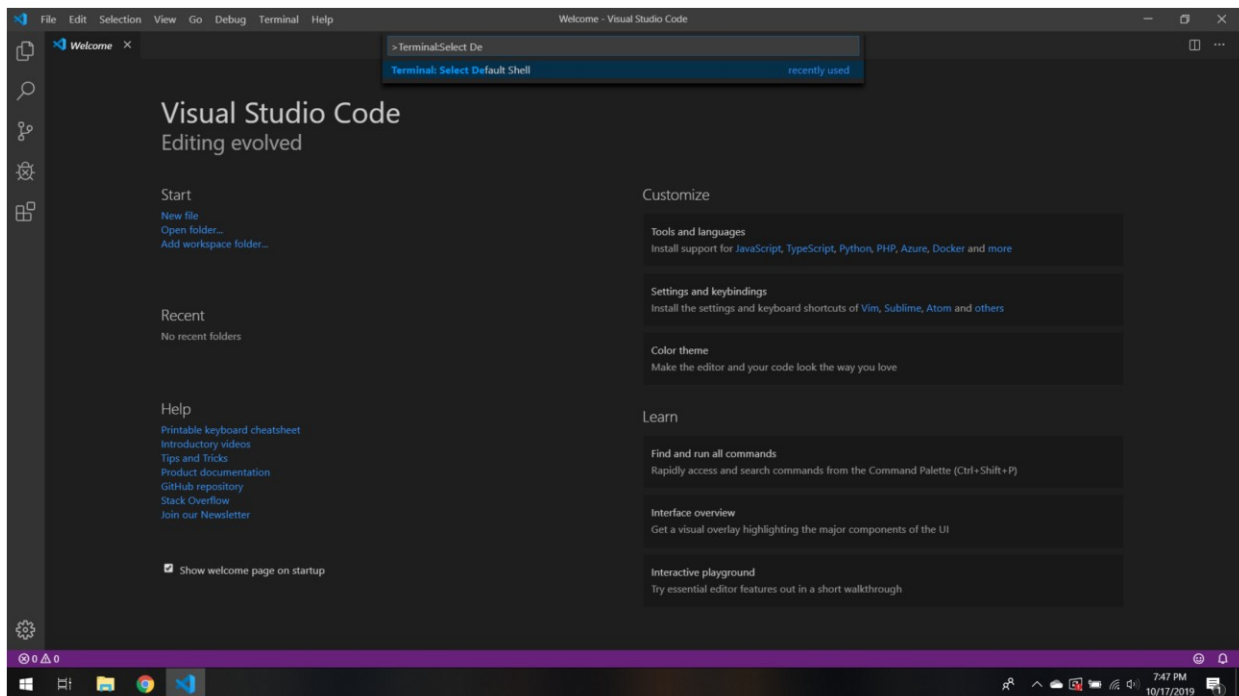 File Edit Selection View Go Debug Terminal Help
Welcome - Visual Studio Code
Welcome
>Terminal:Select De
Terminal: Select Default Shell recently used
Visual Studio Code
Editing evolved
Start
New file
Open folder...
Add workspace folder...
Recent
No recent folders
Help
Printable keyboard cheatsheet
Introductory videos
Tips and Tricks
Product documentation
GitHub repository
Stack Overflow
Join our Newsletter
Show welcome page on startup
Customize
Tools and languages
Install support for JavaScript, TypeScript, Python, PHP, Azure, Docker and more
Settings and keybindings
Install the settings and keyboard shortcuts of Vim, Sublime, Atom and others
Color theme
Make the editor and your code look the way you love
Learn
Find and run all commands
Rapidly access and search commands from the Command Palette (Ctrl+Shift+P)
Interface overview
Get a visual overlay highlighting the major components of the UI
Interactive playground
Try essential editor features out in a short walkthrough
0 0
7:47 PM
10/17/2019
1